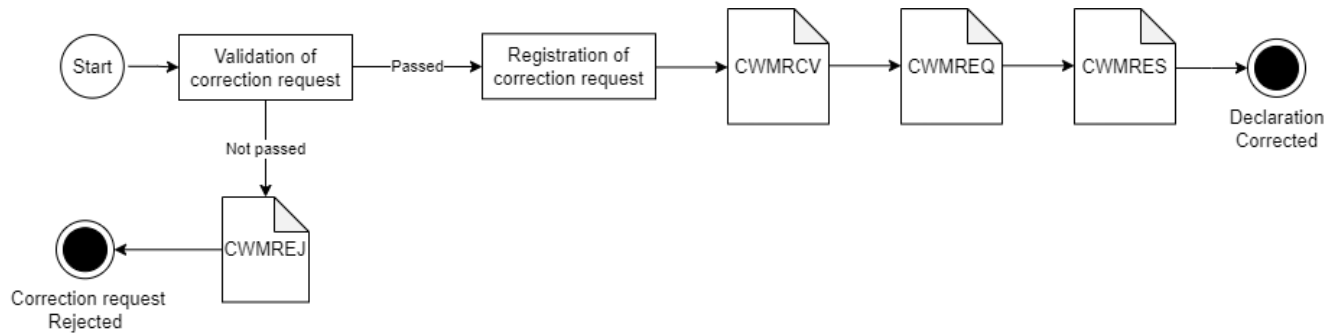 Start
Validation of
correction request
Passed
Registration of
correction request
CWMRCV
CWMREQ
CWMRES
Declaration
Corrected
Not passed
CWMREJ
Correction request
Rejected